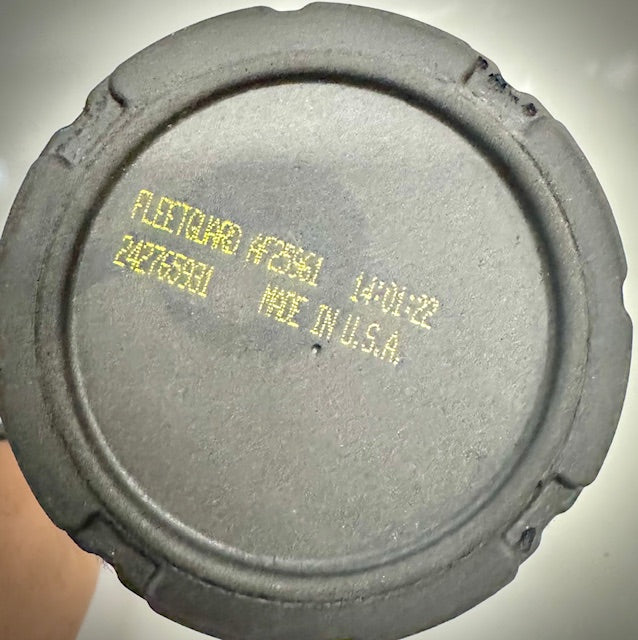 FLEETGUARD AF25961 14:01:22
242765931 MADE IN U.S.A.